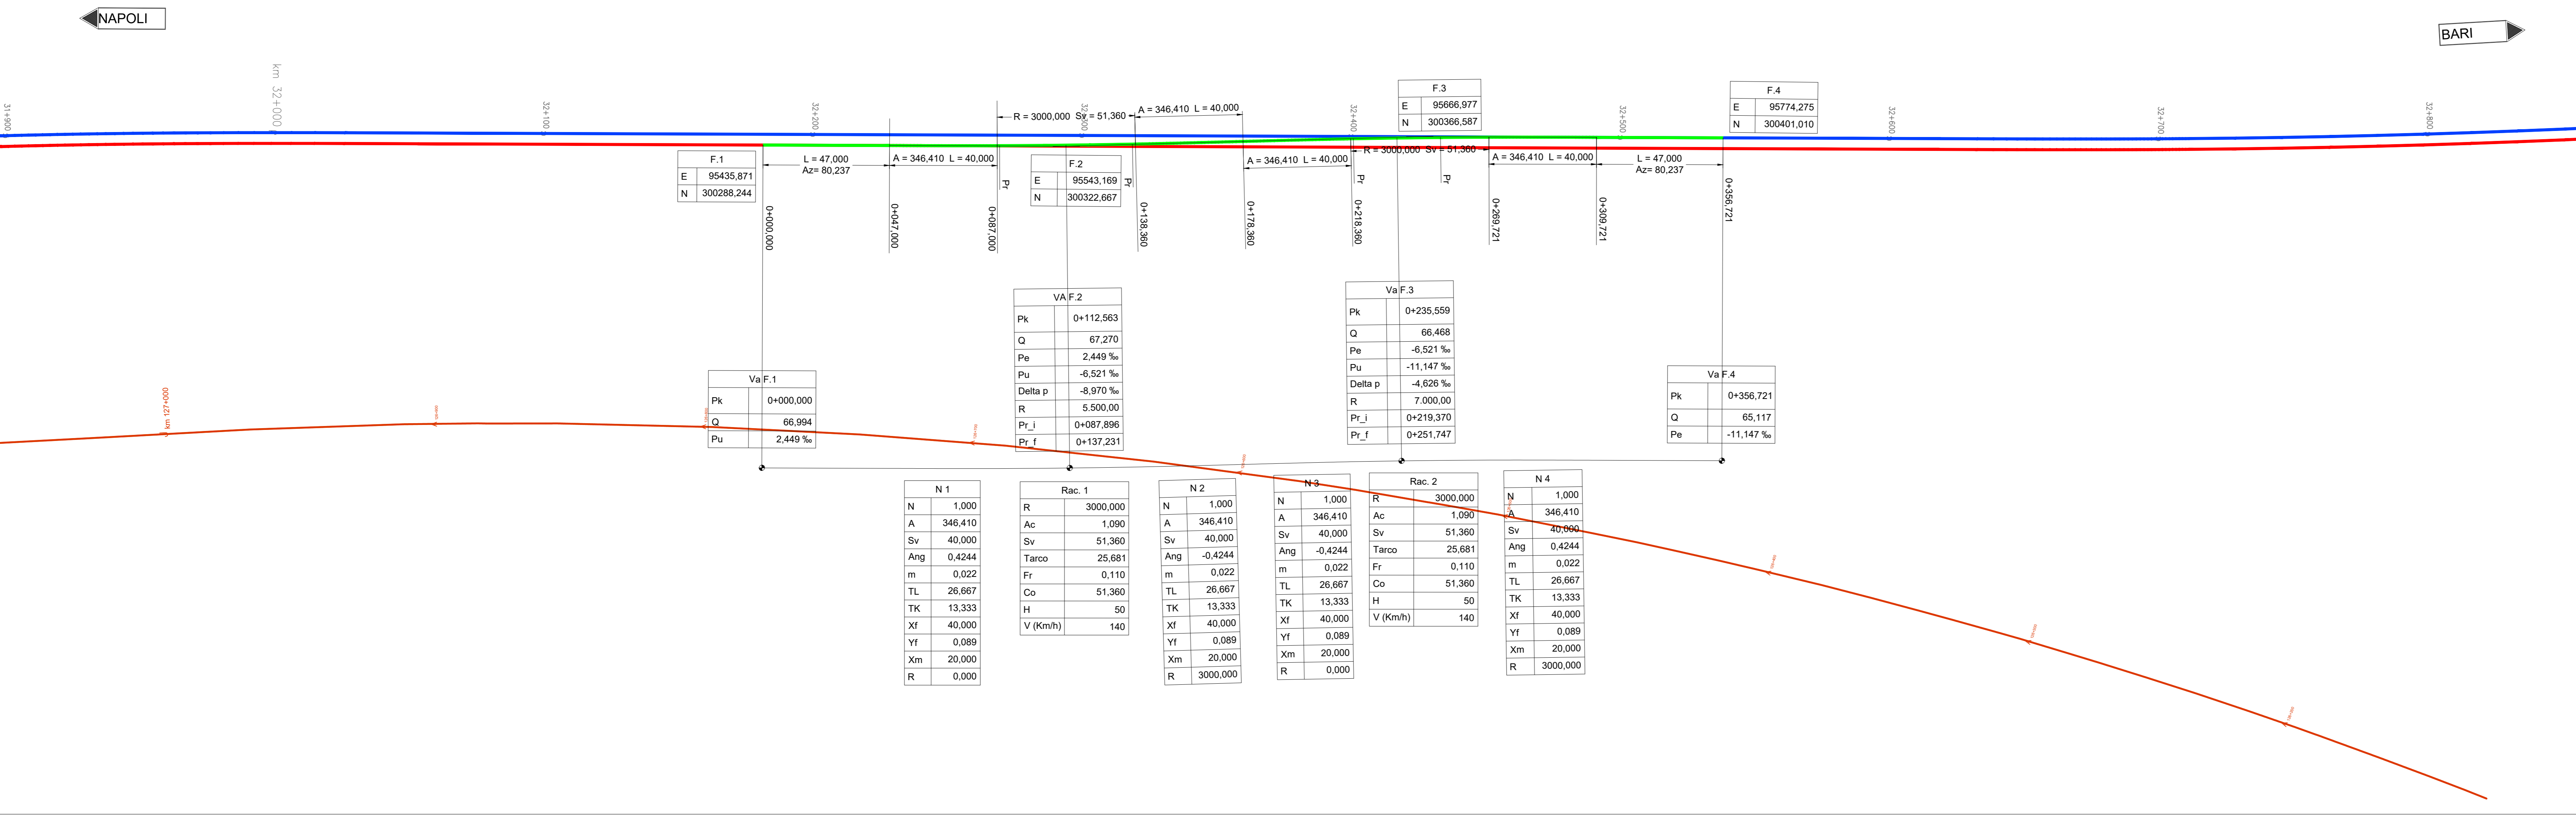 NAPOLI
BARI
31+900
km 32+000
32+100
32+200
32+300
32+400
32+500
32+600
32+700
32+800
R = 3000,000 Sv = 51,360
A = 346,410 L = 40,000
F.3
E 95666,977
N 300366,587
F.4
E 95774,275
N 300401,010
F.1
E 95435,871
N 300288,244
L = 47,000
Az= 80,237
A = 346,410 L = 40,000
F.2
E 95543,169
N 300322,667
A = 346,410 L = 40,000
R = 3000,000 Sv = 51,360
A = 346,410 L = 40,000
L = 47,000
Az= 80,237
Pr
Pr
Pr
Pr
0+000,000
0+047,000
0+087,000
0+138,360
0+178,360
0+218,360
0+269,721
0+309,721
0+356,721
VA F.2
Pk 0+112,563
Q 67,270
Pe 2,449 ‰
Pu -6,521 ‰
Delta p -8,970 ‰
R 5.500,00
Pr_i 0+087,896
Pr_f 0+137,231
Va F.3
Pk 0+235,559
Q 66,468
Pe -6,521 ‰
Pu -11,147 ‰
Delta p -4,626 ‰
R 7.000,00
Pr_i 0+219,370
Pr_f 0+251,747
Va F.1
Pk 0+000,000
Q 66,994
Pu 2,449 ‰
Va F.4
Pk 0+356,721
Q 65,117
Pe -11,147 ‰
km 127+000
N 1
N 1,000
A 346,410
Sv 40,000
Ang 0,4244
m 0,022
TL 26,667
TK 13,333
Xf 40,000
Yf 0,089
Xm 20,000
R 0,000
Rac. 1
R 3000,000
Ac 1,090
Sv 51,360
Tarco 25,681
Fr 0,110
Co 51,360
H 50
V (Km/h) 140
N 2
N 1,000
A 346,410
Sv 40,000
Ang -0,4244
m 0,022
TL 26,667
TK 13,333
Xf 40,000
Yf 0,089
Xm 20,000
R 3000,000
N 3
N 1,000
A 346,410
Sv 40,000
Ang -0,4244
m 0,022
TL 26,667
TK 13,333
Xf 40,000
Yf 0,089
Xm 20,000
R 0,000
Rac. 2
R 3000,000
Ac 1,090
Sv 51,360
Tarco 25,681
Fr 0,110
Co 51,360
H 50
V (Km/h) 140
N 4
N 1,000
A 346,410
Sv 40,000
Ang 0,4244
m 0,022
TL 26,667
TK 13,333
Xf 40,000
Yf 0,089
Xm 20,000
R 3000,000